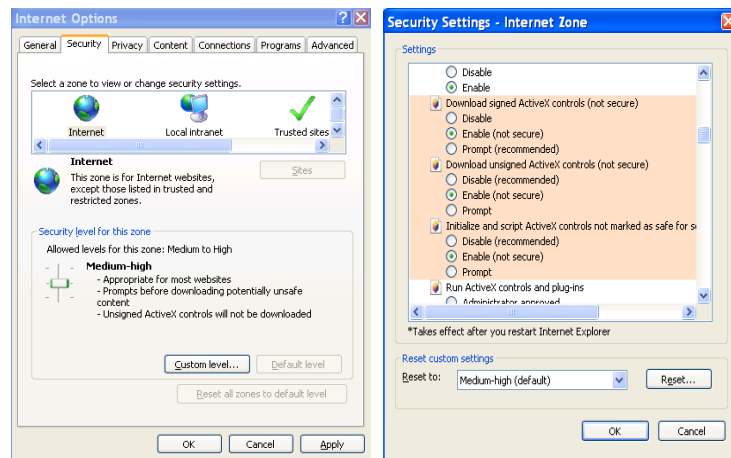 Internet Options
General Security Privacy Content Connections Programs Advanced
Select a zone to view or change security settings.
Internet Local intranet Trusted sites
Internet
This zone is for Internet websites,
except those listed in trusted and
restricted zones.
Sites
Security level for this zone
Allowed levels for this zone: Medium to High
Medium-high
- Appropriate for most websites
- Prompts before downloading potentially unsafe
content
- Unsigned ActiveX controls will not be downloaded
Custom level... Default level
Reset all zones to default level
OK Cancel Apply
Security Settings - Internet Zone
Settings
Disable
Enable
Download signed ActiveX controls (not secure)
Disable
Enable (not secure)
Prompt (recommended)
Download unsigned ActiveX controls (not secure)
Disable (recommended)
Enable (not secure)
Prompt
Initialize and script ActiveX controls not marked as safe for s
Disable (recommended)
Enable (not secure)
Prompt
Run ActiveX controls and plug-ins
Administrator approved
*Takes effect after you restart Internet Explorer
Reset custom settings
Reset to: Medium-high (default) Reset...
OK Cancel